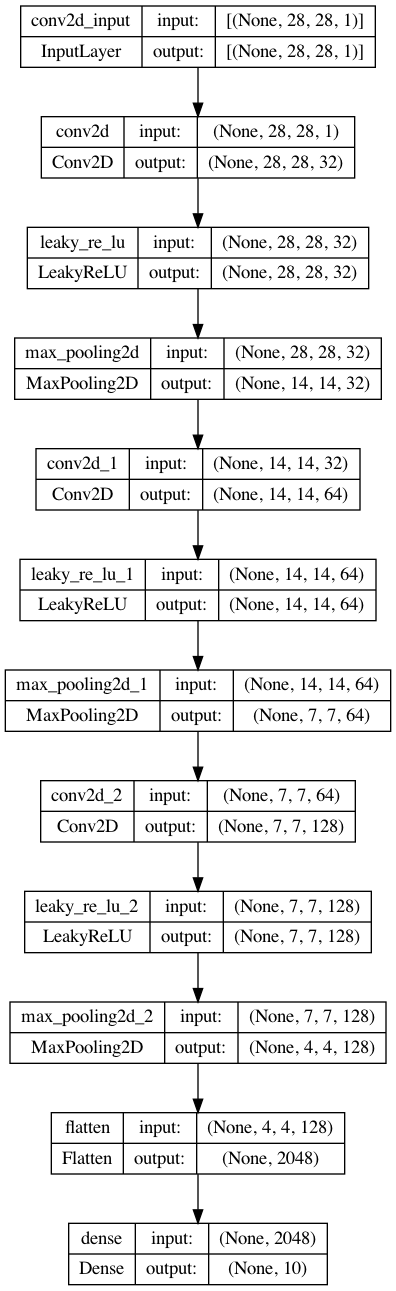 conv2d_input input: [(None, 28, 28, 1)]
InputLayer output: [(None, 28, 28, 1)]
conv2d input: (None, 28, 28, 1)
Conv2D output: (None, 28, 28, 32)
leaky_re_lu input: (None, 28, 28, 32)
LeakyReLU output: (None, 28, 28, 32)
max_pooling2d input: (None, 28, 28, 32)
MaxPooling2D output: (None, 14, 14, 32)
conv2d_1 input: (None, 14, 14, 32)
Conv2D output: (None, 14, 14, 64)
leaky_re_lu_1 input: (None, 14, 14, 64)
LeakyReLU output: (None, 14, 14, 64)
max_pooling2d_1 input: (None, 14, 14, 64)
MaxPooling2D output: (None, 7, 7, 64)
conv2d_2 input: (None, 7, 7, 64)
Conv2D output: (None, 7, 7, 128)
leaky_re_lu_2 input: (None, 7, 7, 128)
LeakyReLU output: (None, 7, 7, 128)
max_pooling2d_2 input: (None, 7, 7, 128)
MaxPooling2D output: (None, 4, 4, 128)
flatten input: (None, 4, 4, 128)
Flatten output: (None, 2048)
dense input: (None, 2048)
Dense output: (None, 10)